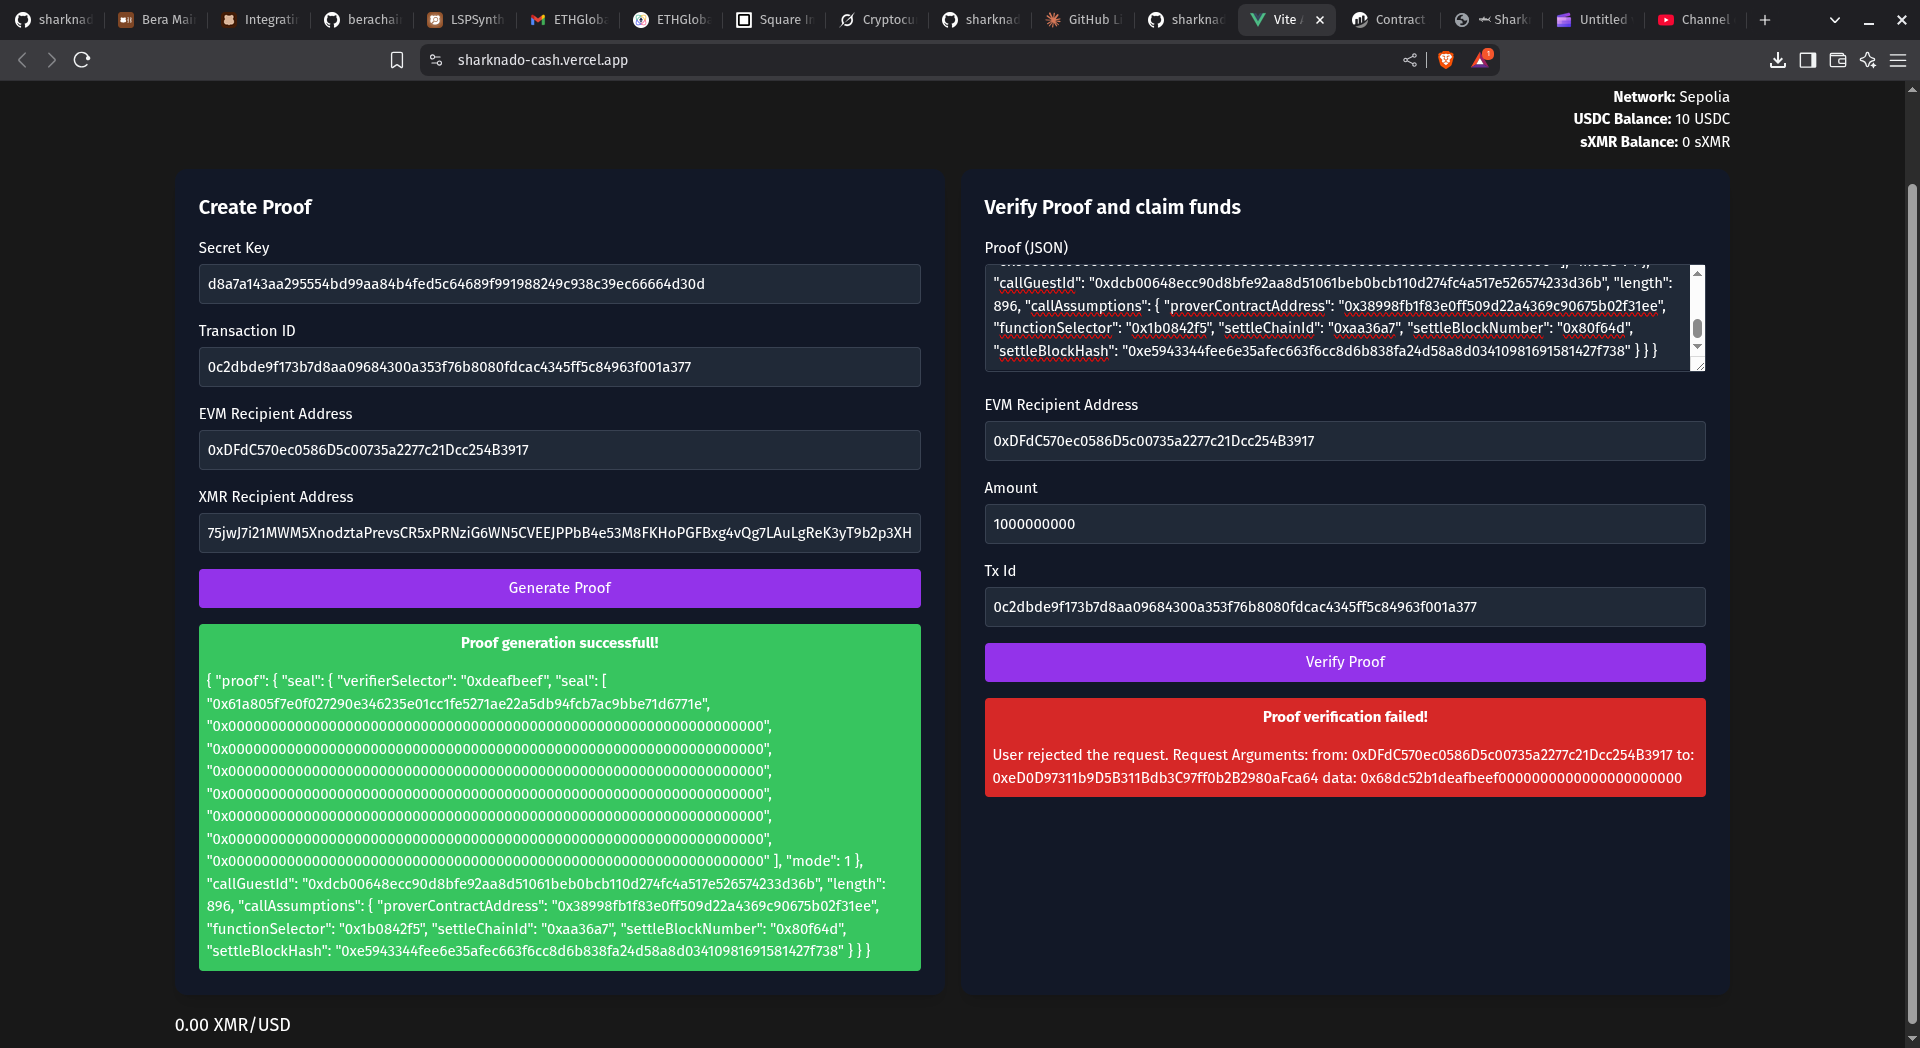 sharknad
Bera Mai
Integrati
berachai
LSPSynth
ETHGloba
ETHGloba
Square In
Cryptocu
sharknad
GitHub Li
sharknad
Vite
Contract
Shark
Untitled
Channel
sharknado-cash.vercel.app
1
Network: Sepolia
USDC Balance: 10 USDC
sXMR Balance: 0 sXMR
Create Proof
Secret Key
d8a7a143aa295554bd99aa84b4fed5c64689f991988249c938c39ec66664d30d
Transaction ID
0c2dbde9f173b7d8aa09684300a353f76b8080fdcac4345ff5c84963f001a377
EVM Recipient Address
0xDFdC570ec0586D5c00735a2277c21Dcc254B3917
XMR Recipient Address
75jwJ7i21MWM5XnodztaPrevsCR5xPRNziG6WN5CVEEJPPbB4e53M8FKHoPGFBxg4vQg7LAuLgReK3yT9b2p3XH
Generate Proof
Proof generation successfull!
{ "proof": { "seal": { "verifierSelector": "0xdeafbeef", "seal": [
"0x61a805f7e0f027290e346235e01cc1fe5271ae22a5db94fcb7ac9bbe71d6771e",
"0x0000000000000000000000000000000000000000000000000000000000000000",
"0x0000000000000000000000000000000000000000000000000000000000000000",
"0x0000000000000000000000000000000000000000000000000000000000000000",
"0x0000000000000000000000000000000000000000000000000000000000000000",
"0x0000000000000000000000000000000000000000000000000000000000000000",
"0x0000000000000000000000000000000000000000000000000000000000000000",
"0x0000000000000000000000000000000000000000000000000000000000000000" ], "mode": 1 },
"callGuestId": "0xdcb00648ecc90d8bfe92aa8d51061beb0bcb110d274fc4a517e526574233d36b", "length":
896, "callAssumptions": { "proverContractAddress": "0x38998fb1f83e0ff509d22a4369c90675b02f31ee",
"functionSelector": "0x1b0842f5", "settleChainId": "0xaa36a7", "settleBlockNumber": "0x80f64d",
"settleBlockHash": "0xe5943344fee6e35afec663f6cc8d6b838fa24d58a8d03410981691581427f738" } } }
Verify Proof and claim funds
Proof (JSON)
"callGuestId": "0xdcb00648ecc90d8bfe92aa8d51061beb0bcb110d274fc4a517e526574233d36b", "length":
896, "callAssumptions": { "proverContractAddress": "0x38998fb1f83e0ff509d22a4369c90675b02f31ee",
"functionSelector": "0x1b0842f5", "settleChainId": "0xaa36a7", "settleBlockNumber": "0x80f64d",
"settleBlockHash": "0xe5943344fee6e35afec663f6cc8d6b838fa24d58a8d03410981691581427f738" } } }
EVM Recipient Address
0xDFdC570ec0586D5c00735a2277c21Dcc254B3917
Amount
1000000000
Tx Id
0c2dbde9f173b7d8aa09684300a353f76b8080fdcac4345ff5c84963f001a377
Verify Proof
Proof verification failed!
User rejected the request. Request Arguments: from: 0xDFdC570ec0586D5c00735a2277c21Dcc254B3917 to:
0xeD0D97311b9D5B311Bdb3C97ff0b2B2980aFca64 data: 0x68dc52b1deafbeef0000000000000000000000
0.00 XMR/USD